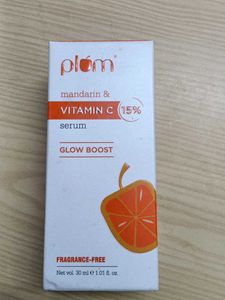 plum®
mandarin &
VITAMIN C 15%
serum
GLOW BOOST
FRAGRANCE-FREE
Net vol. 30 ml ℮ 1.01 fl. oz.